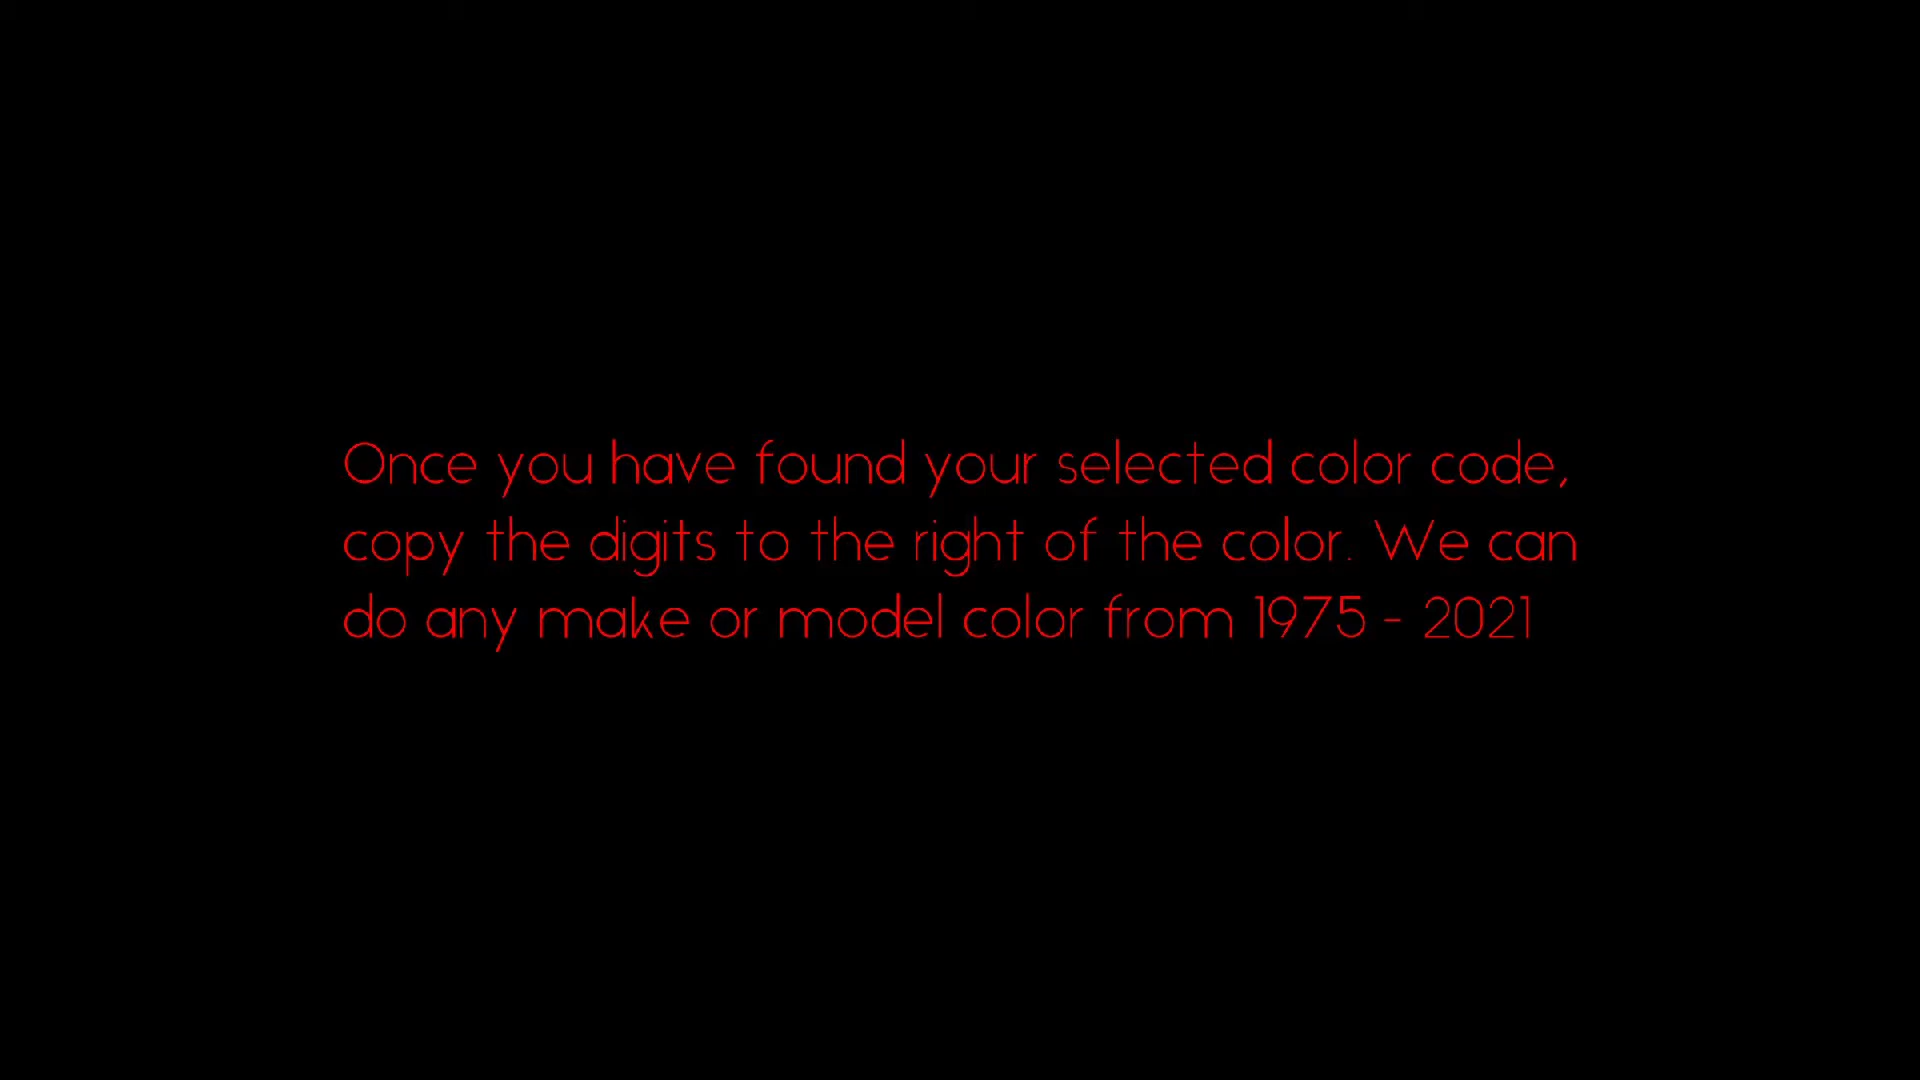 Once you have found your selected color code,
copy the digits to the right of the color. We can
do any make or model color from 1975 - 2021